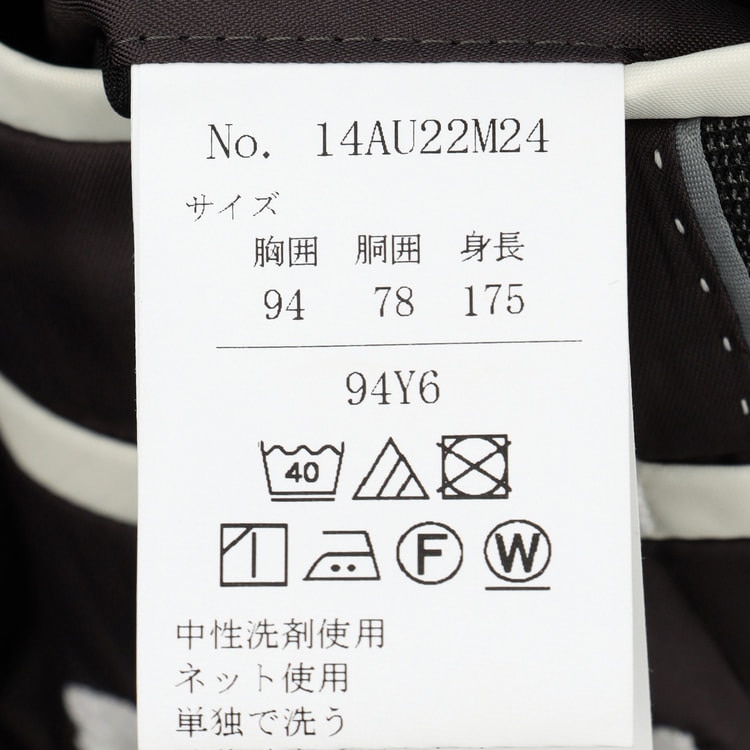 No. 14AU22M24
サイズ
胸囲 胴囲 身長
94 78 175
94Y6
40
F W
中性洗剤使用
ネット使用
単独で洗う